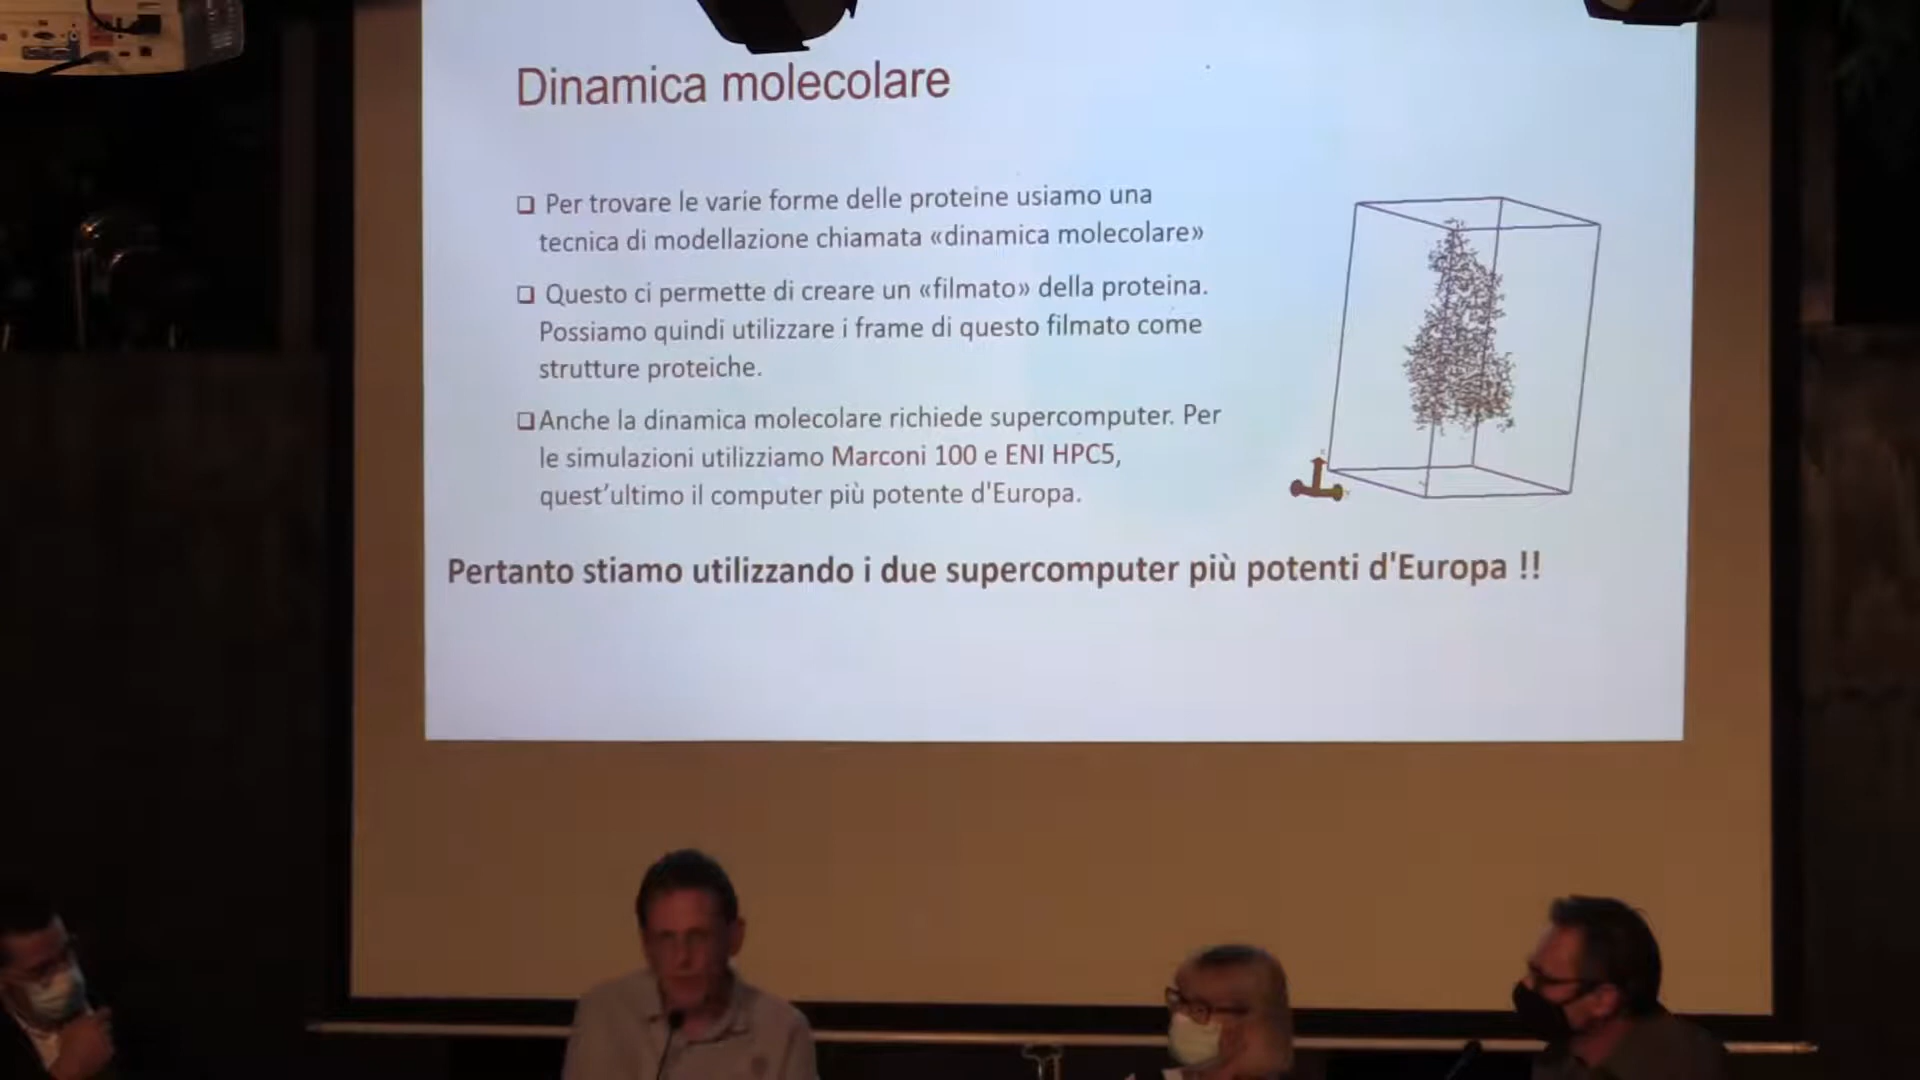 Dinamica molecolare
❑ Per trovare le varie forme delle proteine usiamo una
tecnica di modellazione chiamata «dinamica molecolare»
❑ Questo ci permette di creare un «filmato» della proteina.
Possiamo quindi utilizzare i frame di questo filmato come
strutture proteiche.
❑ Anche la dinamica molecolare richiede supercomputer. Per
le simulazioni utilizziamo Marconi 100 e ENI HPC5,
quest'ultimo il computer più potente d'Europa.
Pertanto stiamo utilizzando i due supercomputer più potenti d'Europa !!